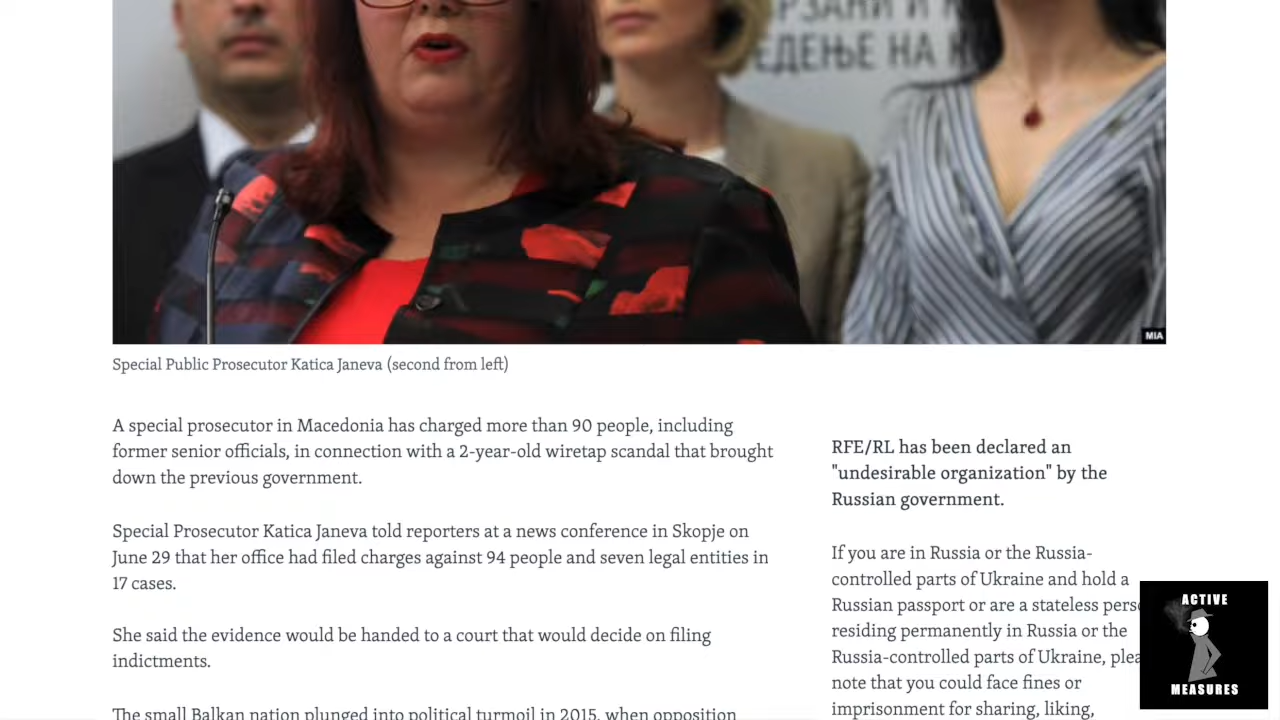 РЗАНИ И
ЕДЕЊЕ НА
MIA
Special Public Prosecutor Katica Janeva (second from left)
A special prosecutor in Macedonia has charged more than 90 people, including
former senior officials, in connection with a 2-year-old wiretap scandal that brought
down the previous government.
Special Prosecutor Katica Janeva told reporters at a news conference in Skopje on
June 29 that her office had filed charges against 94 people and seven legal entities in
17 cases.
She said the evidence would be handed to a court that would decide on filing
indictments.
The small Balkan nation plunged into political turmoil in 2015, when opposition
RFE/RL has been declared an
"undesirable organization" by the
Russian government.
If you are in Russia or the Russia-
controlled parts of Ukraine and hold a
Russian passport or are a stateless perso
residing permanently in Russia or the
Russia-controlled parts of Ukraine, plea
note that you could face fines or
imprisonment for sharing, liking,
ACTIVE
MEASURES